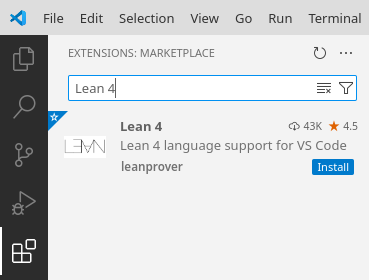 File Edit Selection View Go Run Terminal
EXTENSIONS: MARKETPLACE
Lean 4
Lean 4 43K 4.5
LEAN Lean 4 language support for VS Code
leanprover Install